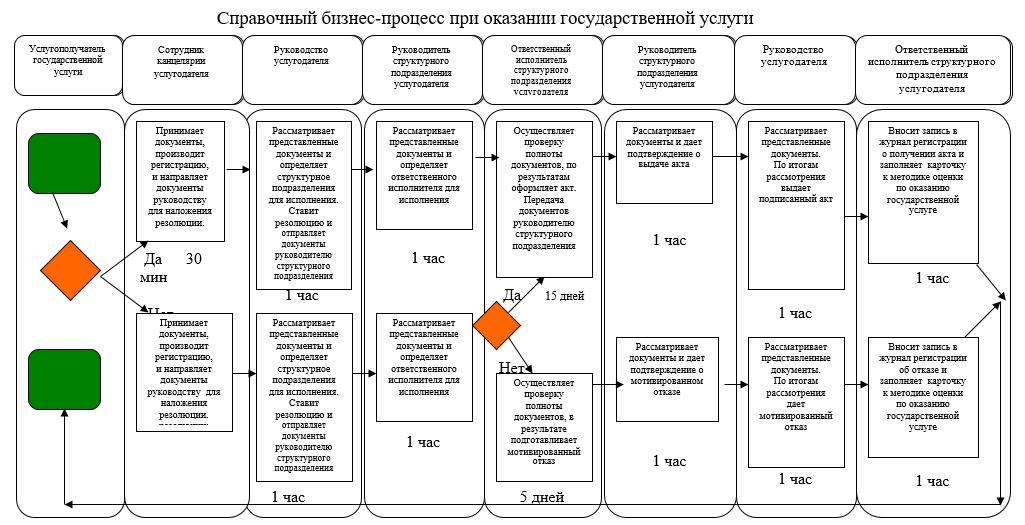 Справочный бизнес-процесс при оказании государственной услуги
Услугополучатель
государственной
услуги
Сотрудник
канцелярии
услугодателя
Руководство
услугодателя
Руководитель
структурного
подразделения
услугодателя
Ответственный
исполнитель
структурного
подразделения
услугодателя
Руководитель
структурного
подразделения
услугодателя
Руководство
услугодателя
Ответственный
исполнитель структурного
подразделения
услугодателя
Принимает
документы,
производит
регистрацию,
и направляет
документы
руководству
для наложения
резолюции.
Да 30
мин
Рассматривает
представленные
документы и
определяет
структурное
подразделения
для исполнения.
Ставит
резолюцию и
отправляет
документы
руководителю
структурного
подразделения
1 час
Рассматривает
представленные
документы и
определяет
ответственного
исполнителя для
исполнения
1 час
Осуществляет
проверку
полноты
документов, по
результатам
оформляет акт.
Передача
документов
руководителю
структурного
подразделения
Да 15 дней
Рассматривает
документы и дает
подтверждение о
выдаче акта
1 час
Рассматривает
представленные
документы.
По итогам
рассмотрения
выдает
подписанный акт
1 час
Вносит запись в
журнал регистрации
о получении акта и
заполняет карточку
к методике оценки
по оказанию
государственной
услуге
1 час
Нет
Принимает
документы,
производит
регистрацию,
и направляет
документы
руководству для
наложения
резолюции.
Рассматривает
представленные
документы и
определяет
структурное
подразделения
для исполнения.
Ставит
резолюцию и
отправляет
документы
руководителю
структурного
подразделения
1 час
Рассматривает
представленные
документы и
определяет
ответственного
исполнителя для
исполнения
1 час
Нет
Осуществляет
проверку
полноты
документов, в
результате
подготавливает
мотивированный
отказ
5 дней
Рассматривает
документы и дает
подтверждение о
мотивированном
отказе
1 час
Рассматривает
представленные
документы.
По итогам
рассмотрения
дает
мотивированный
отказ
1 час
Вносит запись в
журнал регистрации
об отказе и
заполняет карточку
к методике оценки
по оказанию
государственной
услуге
1 час